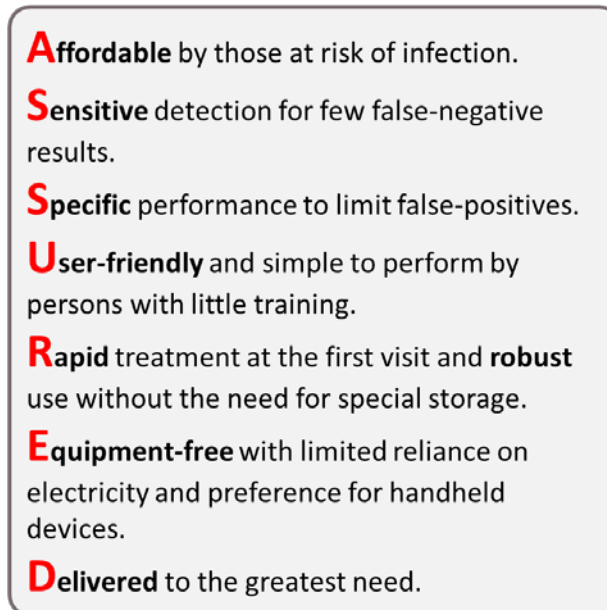 Affordable by those at risk of infection.
Sensitive detection for few false-negative
results.
Specific performance to limit false-positives.
User-friendly and simple to perform by
persons with little training.
Rapid treatment at the first visit and robust
use without the need for special storage.
Equipment-free with limited reliance on
electricity and preference for handheld
devices.
Delivered to the greatest need.